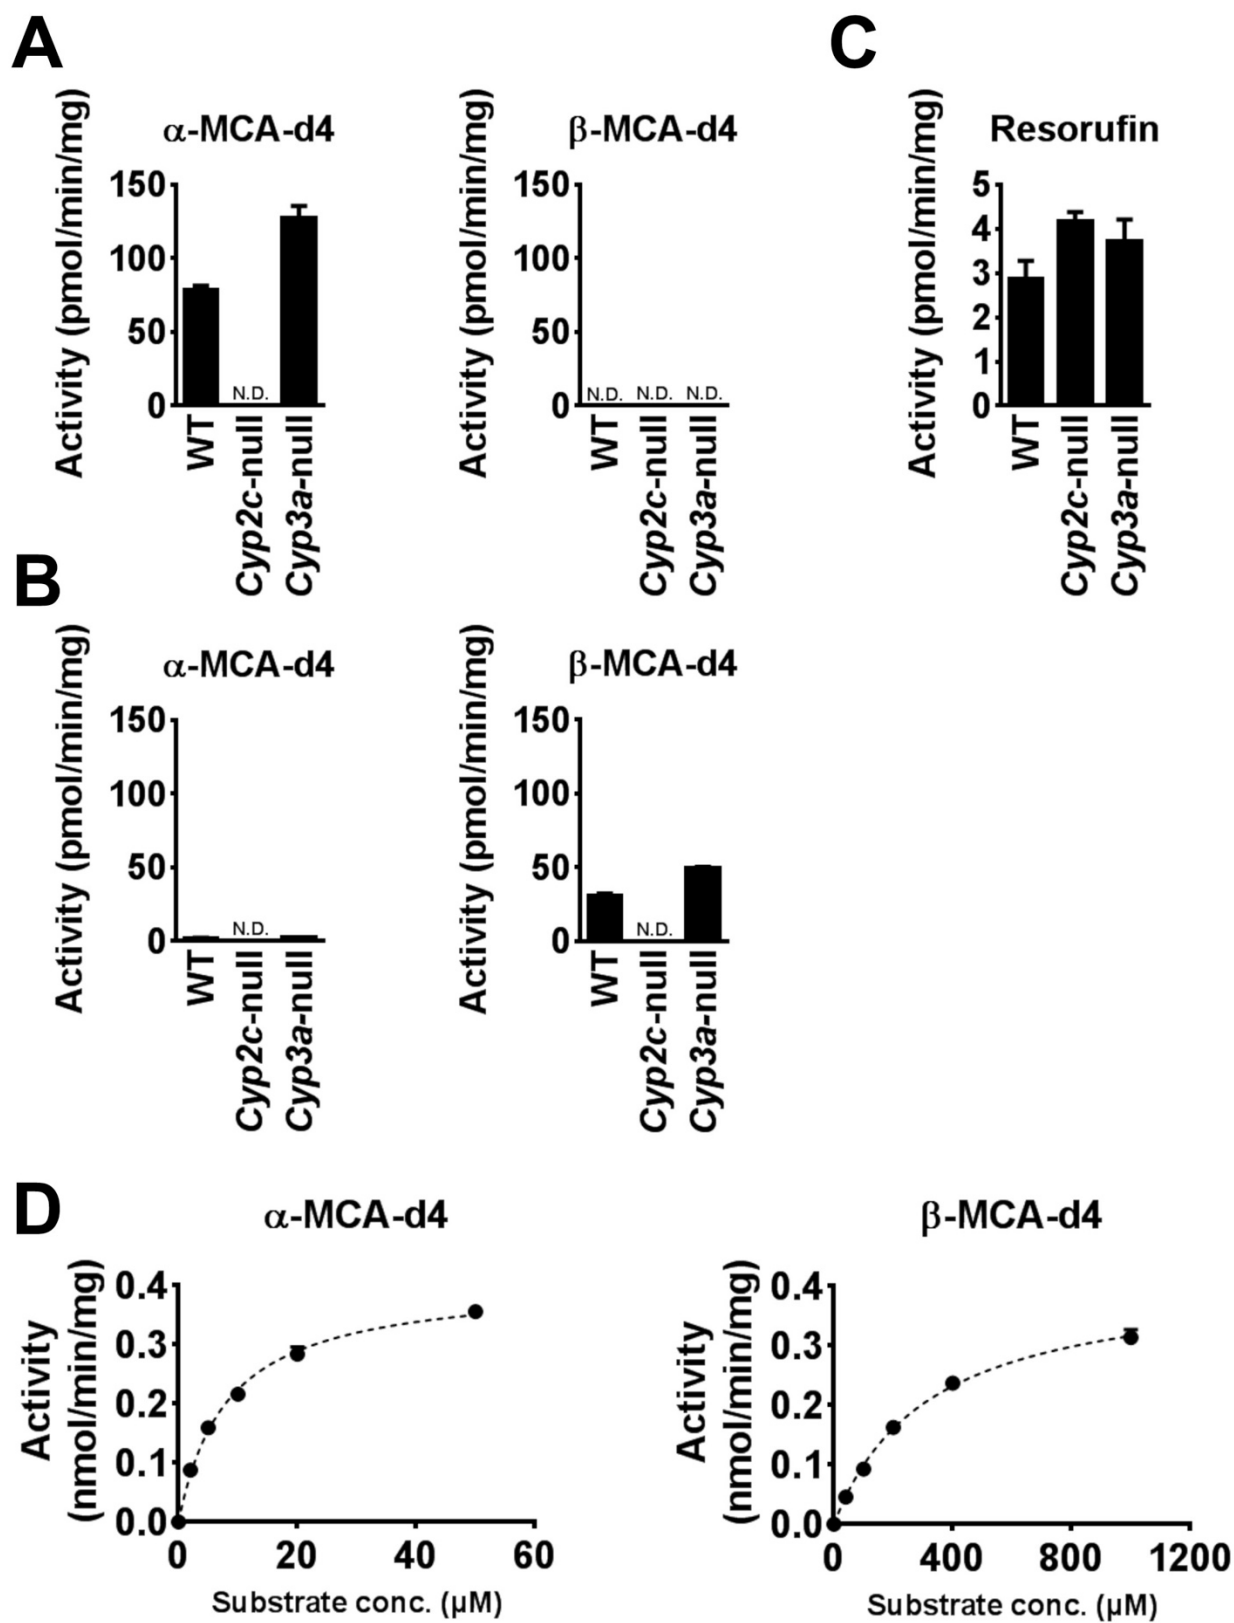 A
α-MCA-d4
Activity (pmol/min/mg)
150
100
50
0
N.D.
WT
Cyp2c-null
Cyp3a-null
β-MCA-d4
Activity (pmol/min/mg)
150
100
50
0
N.D. N.D. N.D.
WT
Cyp2c-null
Cyp3a-null
C
Resorufin
Activity (pmol/min/mg)
5
4
3
2
1
0
WT
Cyp2c-null
Cyp3a-null
B
α-MCA-d4
Activity (pmol/min/mg)
150
100
50
0
N.D.
WT
Cyp2c-null
Cyp3a-null
β-MCA-d4
Activity (pmol/min/mg)
150
100
50
0
N.D.
WT
Cyp2c-null
Cyp3a-null
D
α-MCA-d4
Activity
(nmol/min/mg)
0.4
0.3
0.2
0.1
0.0
0 20 40 60
Substrate conc. (μM)
β-MCA-d4
Activity
(nmol/min/mg)
0.4
0.3
0.2
0.1
0.0
0 400 800 1200
Substrate conc. (μM)